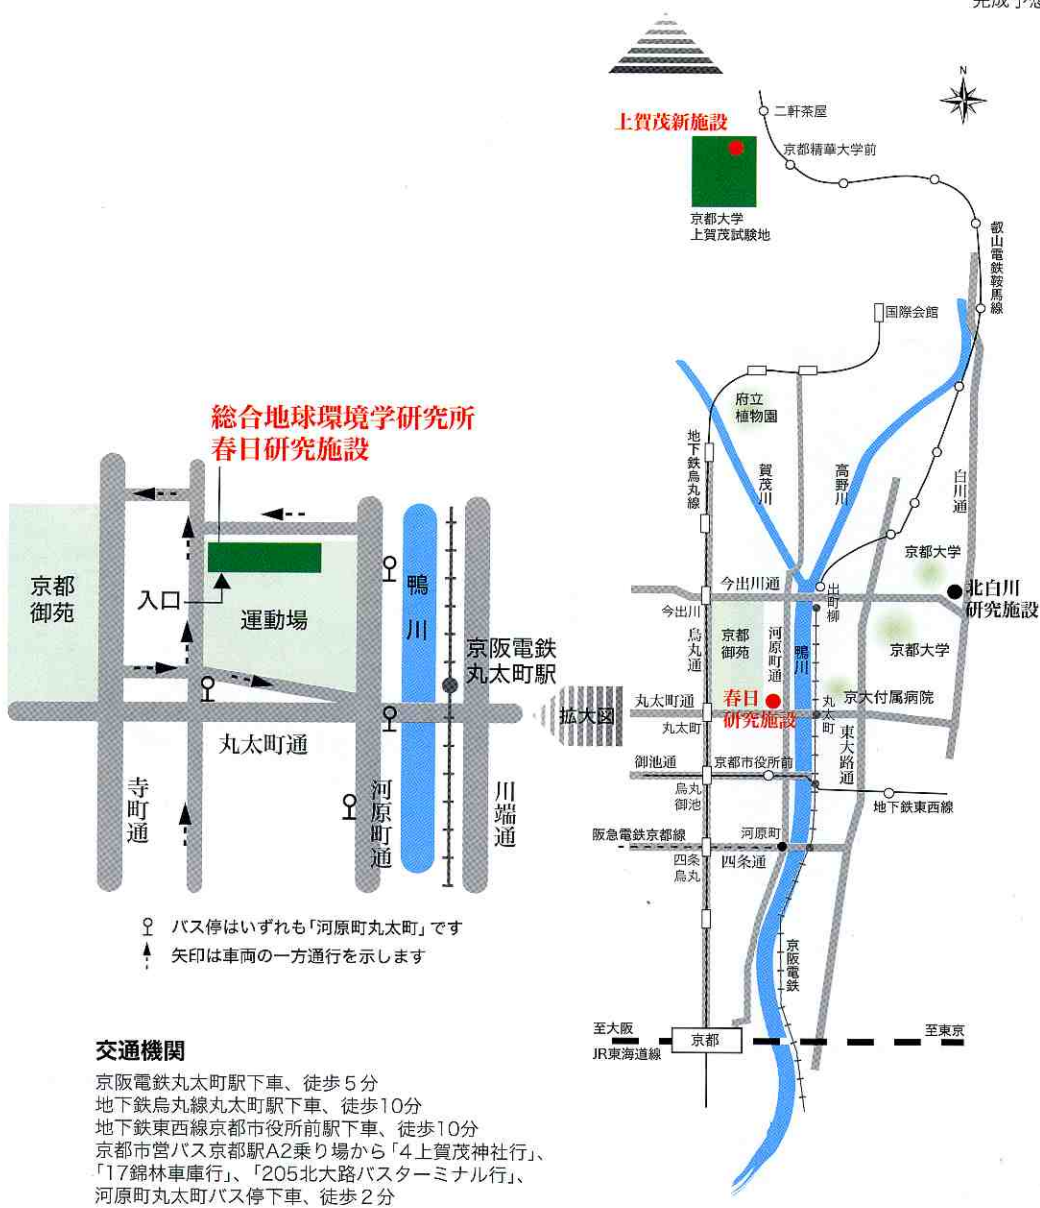 完成予想
N
上賀茂新施設
二軒茶屋
京都精華大学前
京都大学
上賀茂試験地
叡山電鉄鞍馬線
国際会館
府立
植物園
地下鉄烏丸線
賀茂川
高野川
白川通
京都大学
北白川
研究施設
今出川通
今出川
出町柳
烏丸通
京都
御苑
河原町通
鴨川
京都大学
京大付属病院
春日
研究施設
丸太町通
丸太町
丸太町
東大路通
御池通
京都市役所前
烏丸
御池
地下鉄東西線
阪急電鉄京都線
河原町
四条
烏丸
四条通
京阪電鉄
至大阪
京都
至東京
JR東海道線
拡大図
総合地球環境学研究所
春日研究施設
京都
御苑
入口
運動場
鴨川
京阪電鉄
丸太町駅
丸太町通
寺町通
河原町通
川端通
バス停はいずれも「河原町丸太町」です
矢印は車両の一方通行を示します
交通機関
京阪電鉄丸太町駅下車、徒歩5分
地下鉄烏丸線丸太町駅下車、徒歩10分
地下鉄東西線京都市役所前駅下車、徒歩10分
京都市営バス京都駅A2乗り場から「4上賀茂神社行」、
「17錦林車庫行」、「205北大路バスターミナル行」、
河原町丸太町バス停下車、徒歩2分